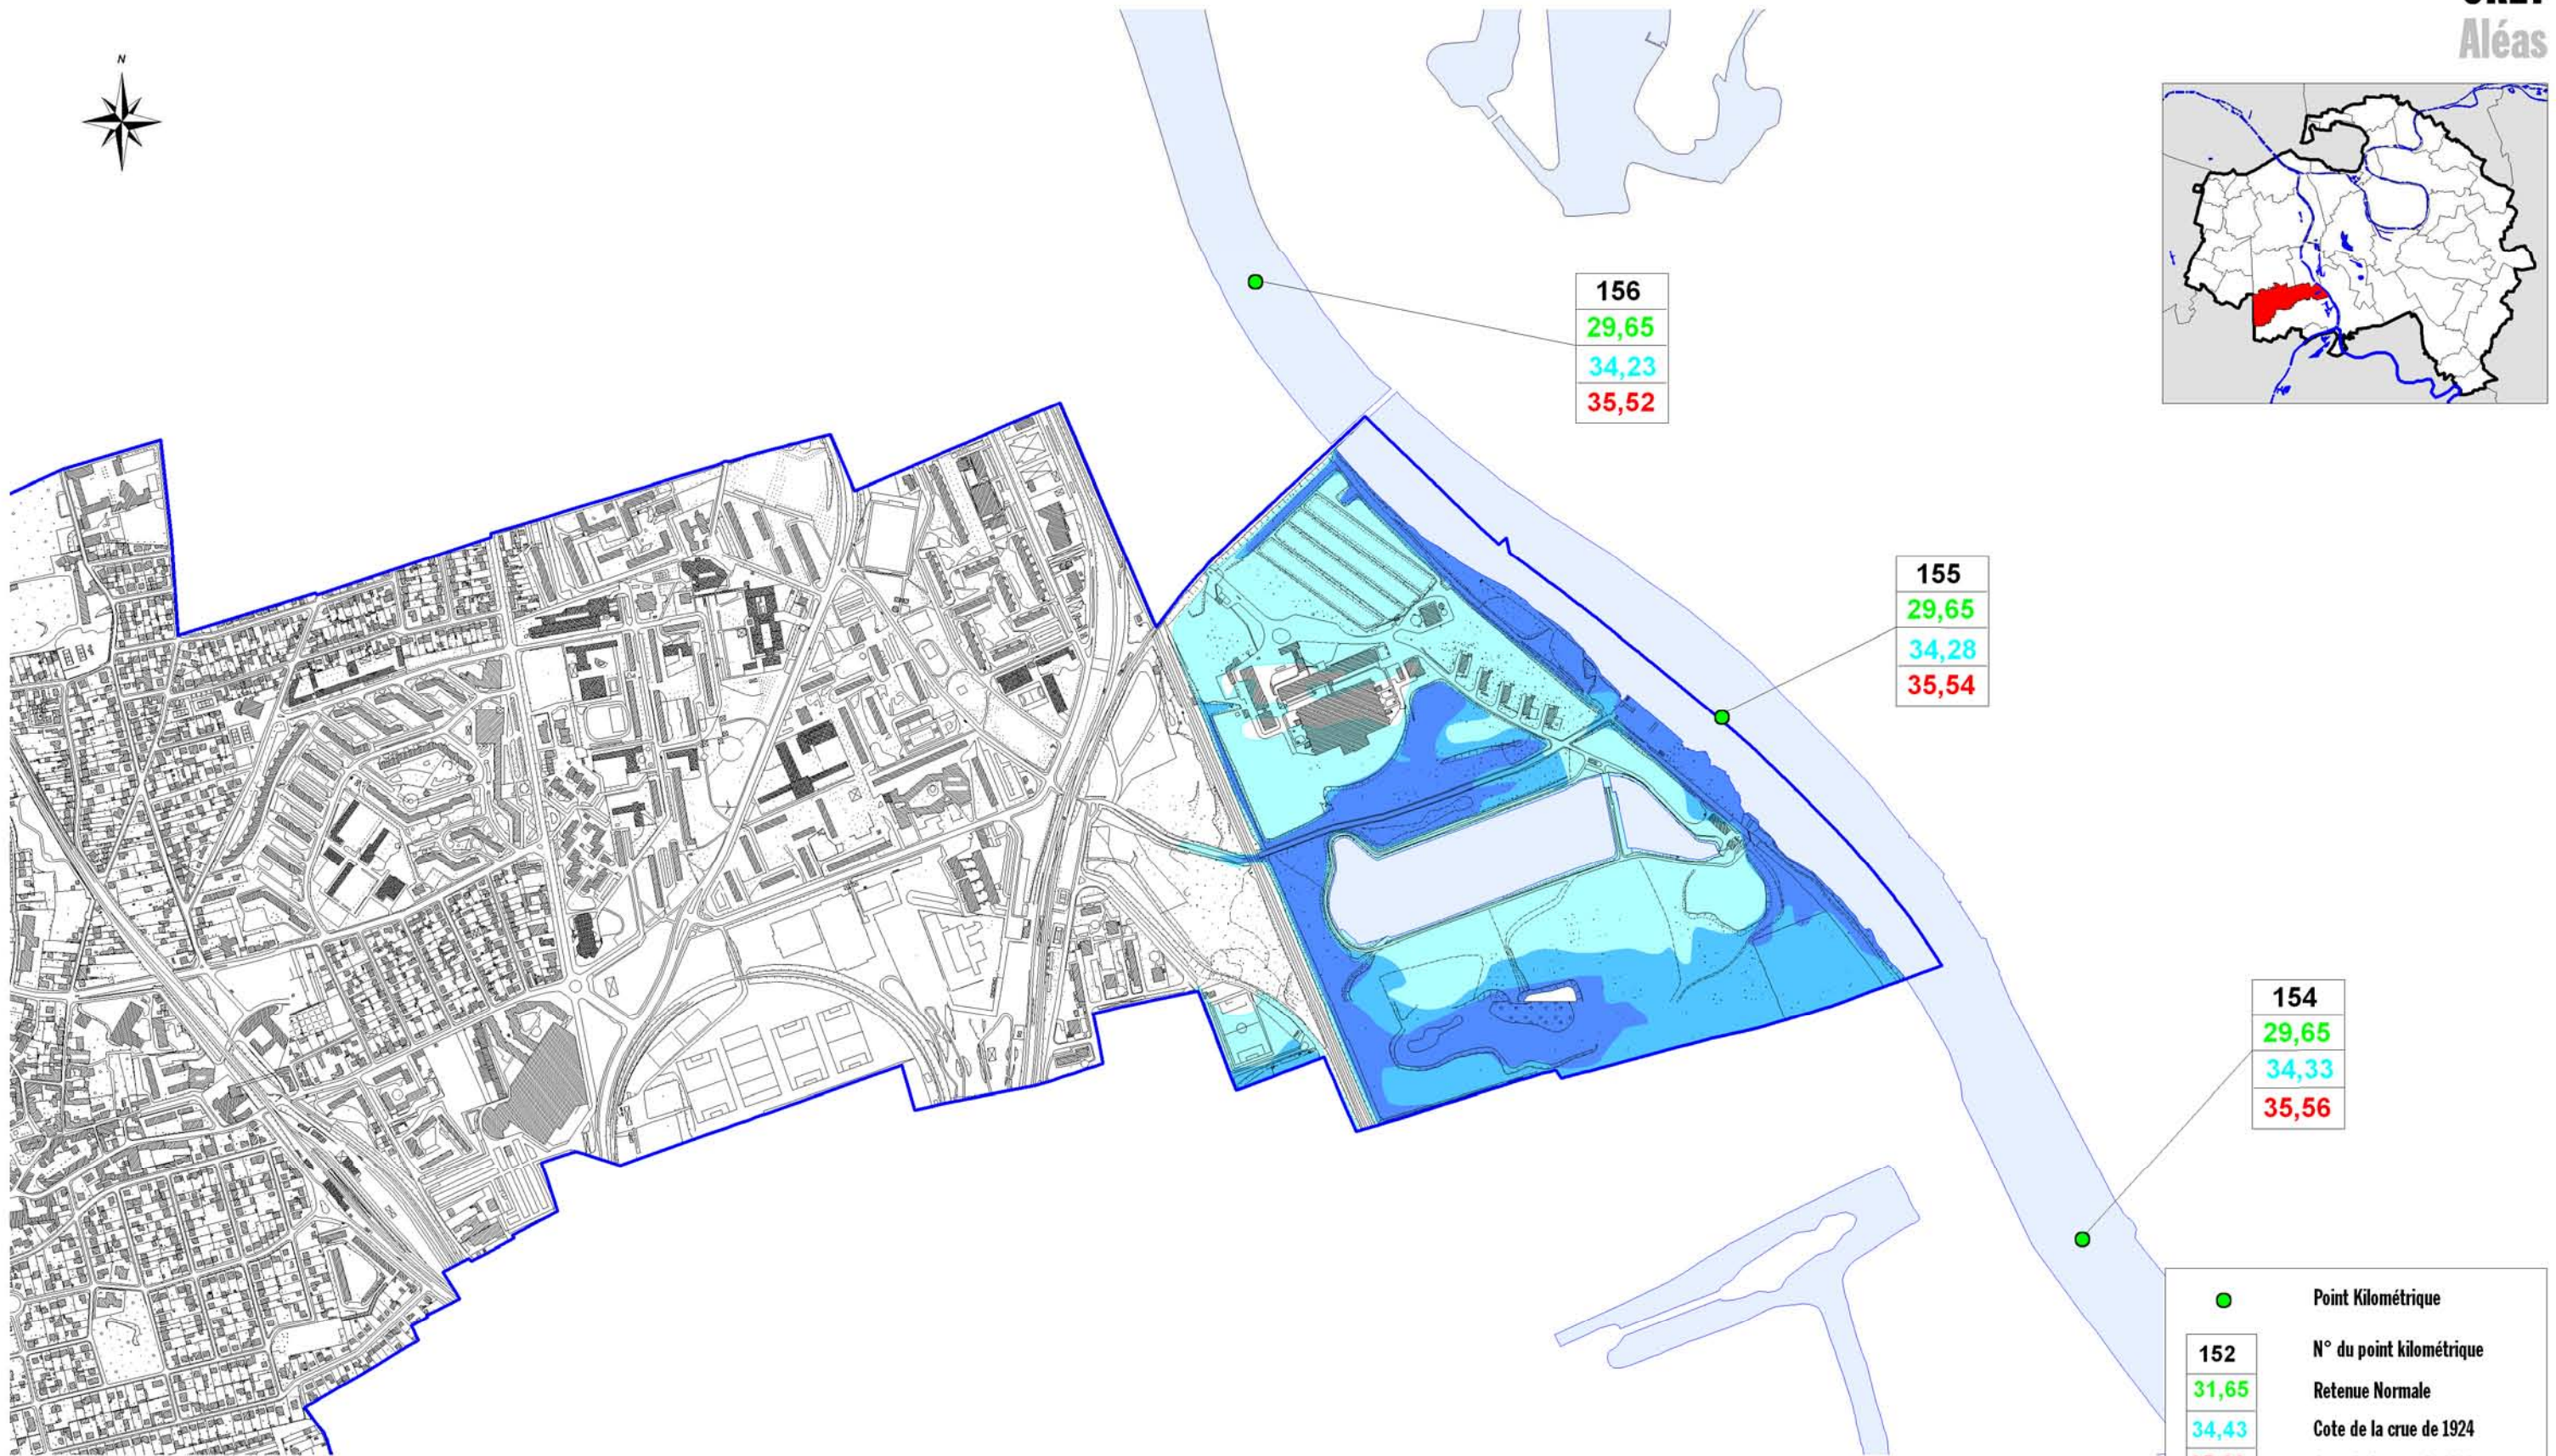 Aléas
N
156
29,65
34,23
35,52
155
29,65
34,28
35,54
154
29,65
34,33
35,56
Point Kilométrique
152
N° du point kilométrique
31,65
Retenue Normale
34,43
Cote de la crue de 1924